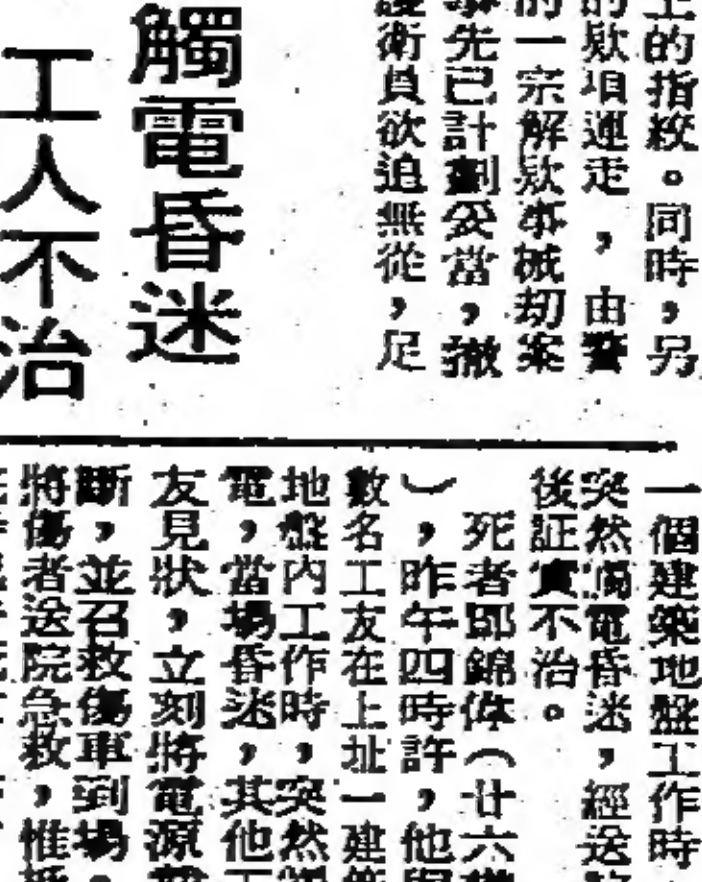 上的指紋。同時，另
的欵項運走，由警
的一宗解欵車械刧案
事先已計劃妥當，撤
護衛員欲追無從，足
觸電昏迷
工人不治
一個建築地盤工作時
突然觸電昏迷，經送
後証實不治。
死者鄧錦体（廿六
），昨午四時許，他
數名工友在上址一建
地盤內工作時，突然
電，當塲昏迷，其他
友見狀，立刻將電源
斷，並召救傷車到塲。
將傷者送院急救，惟